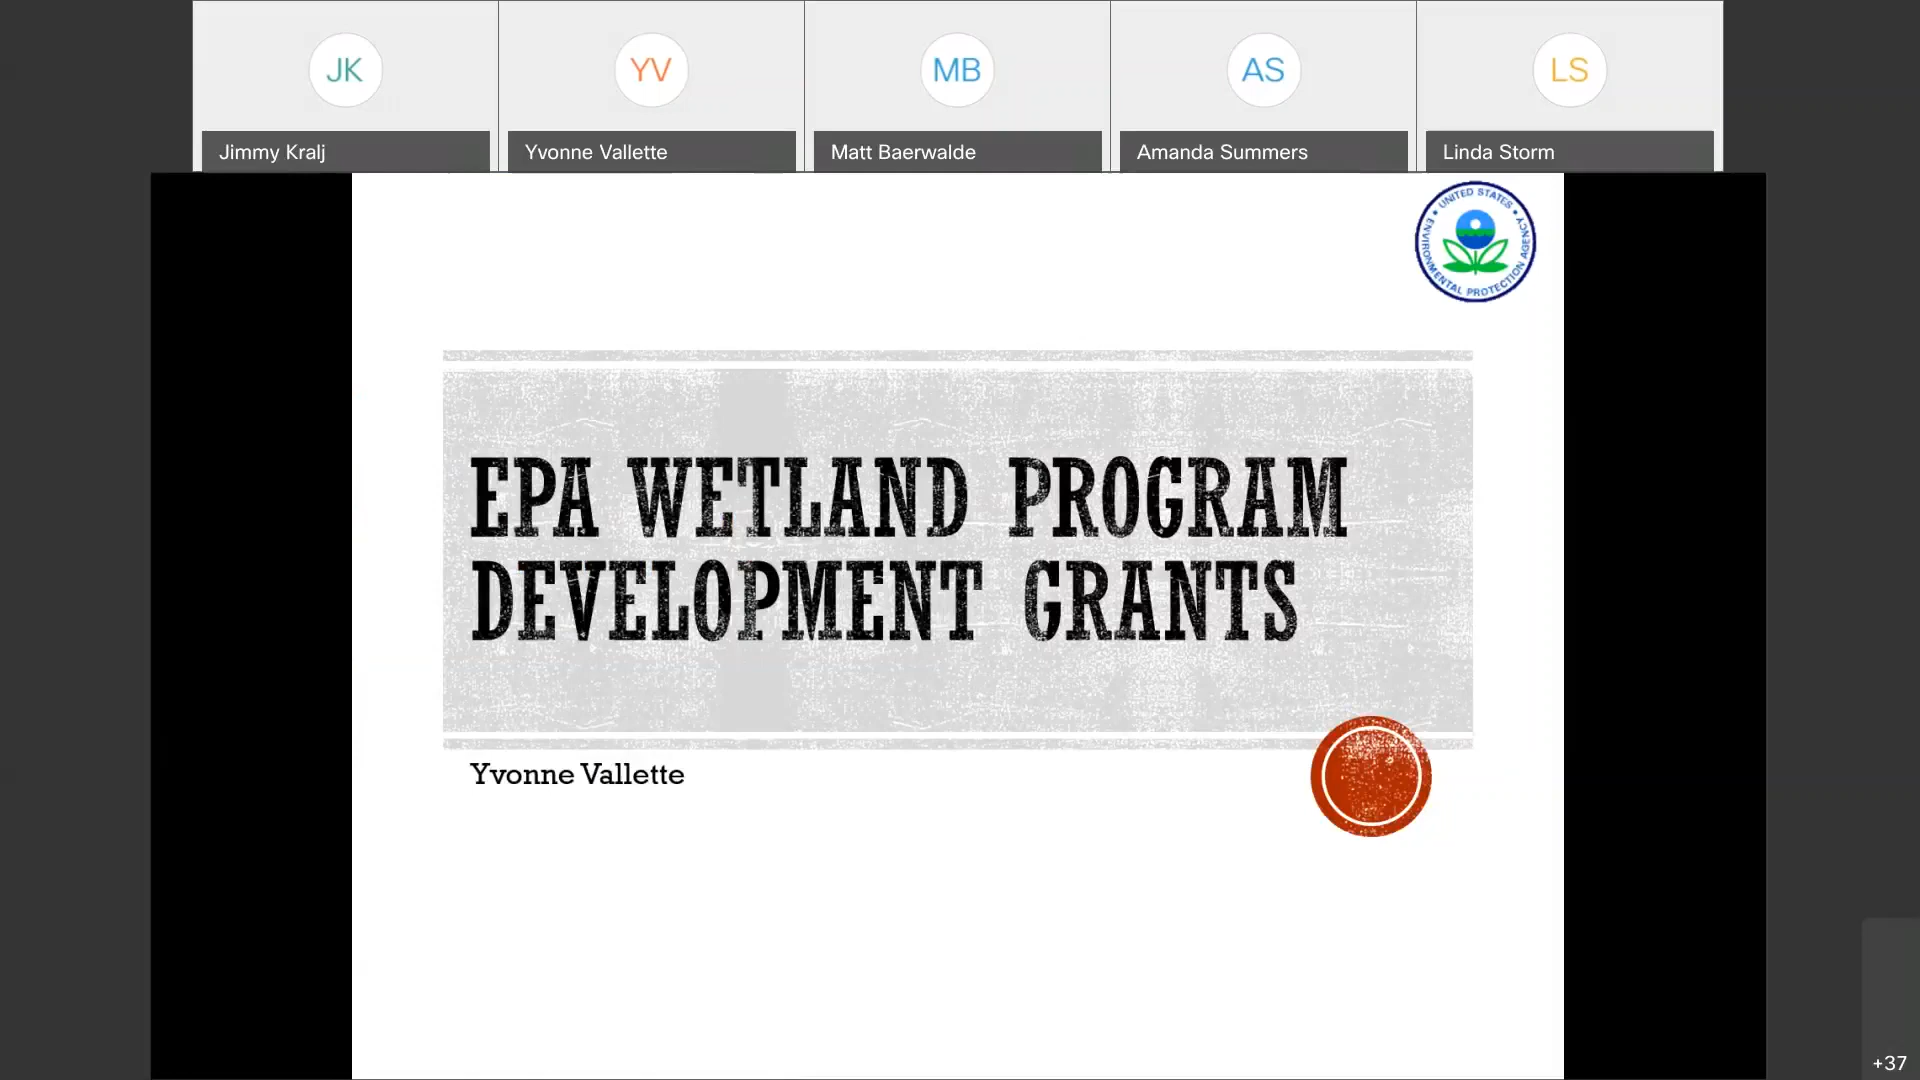 JK
YV
MB
AS
LS
Jimmy Kralj
Yvonne Vallette
Matt Baerwalde
Amanda Summers
Linda Storm
UNITED STATES
ENVIRONMENTAL PROTECTION AGENCY
EPA WETLAND PROGRAM
DEVELOPMENT GRANTS
Yvonne Vallette
+37